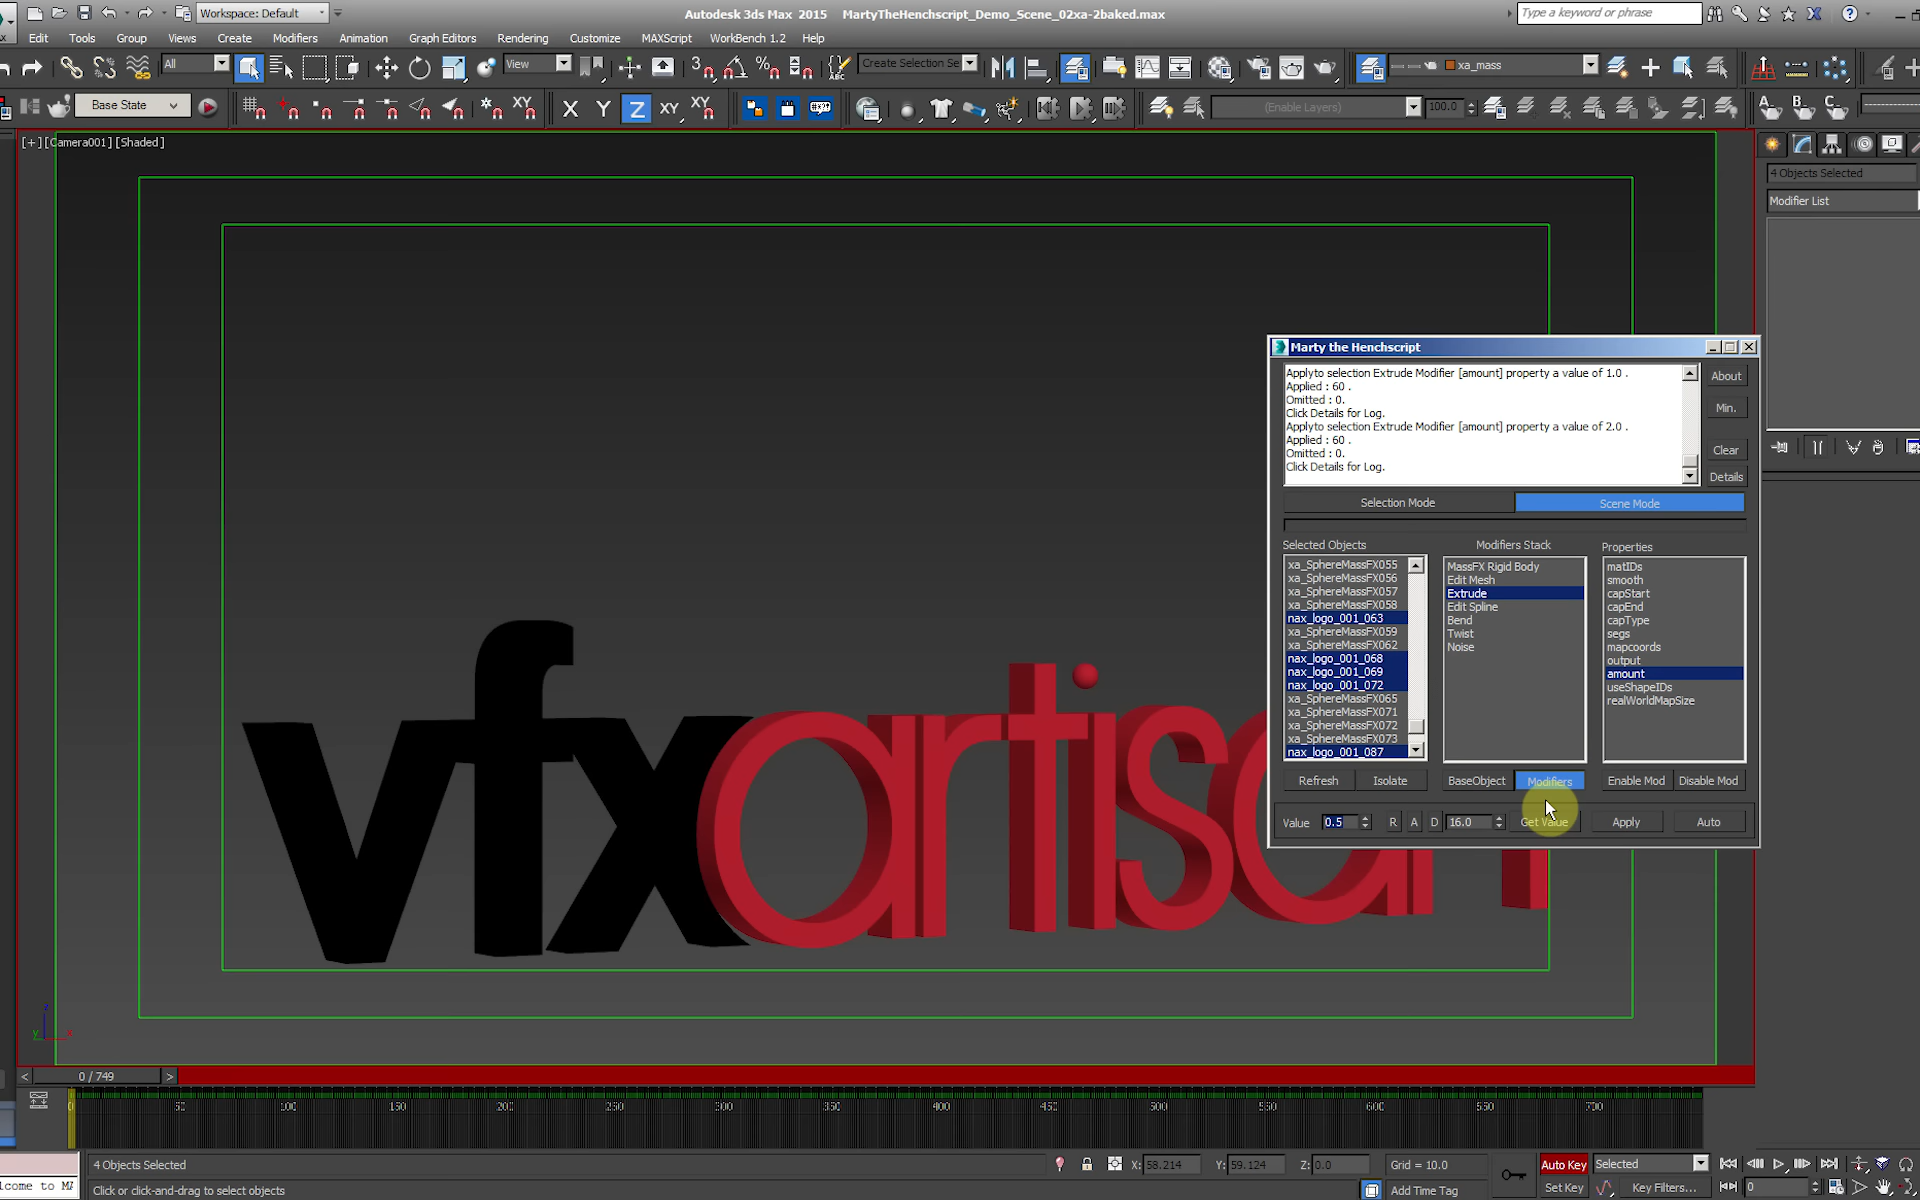 Workspace: Default
Autodesk 3ds Max 2015 MartyTheHenchscript_Demo_Scene_02xa-2baked.max
Type a keyword or phrase
Edit Tools Group Views Create Modifiers Animation Graph Editors Rendering Customize MAXScript WorkBench 1.2 Help
All View Create Selection Se xa_mass
Base State X Y Z XY XY (Enable Layers) 100.0
[+][Camera001][Shaded]
4 Objects Selected
Modifier List
Marty the Henchscript
Applyto selection Extrude Modifier [amount] property a value of 1.0 .
Applied : 60 .
Omitted : 0.
Click Details for Log.
Applyto selection Extrude Modifier [amount] property a value of 2.0 .
Applied : 60 .
Omitted : 0.
Click Details for Log.
About
Min.
Clear
Details
Selection Mode Scene Mode
Selected Objects Modifiers Stack Properties
xa_SphereMassFX055
xa_SphereMassFX056
xa_SphereMassFX057
xa_SphereMassFX058
nax_logo_001_063
xa_SphereMassFX059
xa_SphereMassFX062
nax_logo_001_068
nax_logo_001_069
nax_logo_001_072
xa_SphereMassFX065
xa_SphereMassFX071
xa_SphereMassFX072
xa_SphereMassFX073
nax_logo_001_087
MassFX Rigid Body
Edit Mesh
Extrude
Edit Spline
Bend
Twist
Noise
matIDs
smooth
capStart
capEnd
capType
segs
mapcoords
output
amount
useShapeIDs
realWorldMapSize
Refresh Isolate BaseObject Modifiers Enable Mod Disable Mod
Value 0.5 R A D 16.0 Get Value Apply Auto
vfxartisan
z
y x
< 0 / 749 >
0 50 100 150 200 250 300 350 400 450 500 550 600 650 700
4 Objects Selected X: 58.214 Y: 59.124 Z: 0.0 Grid = 10.0 Auto Key Selected
Click or click-and-drag to select objects Add Time Tag Set Key Key Filters... 0